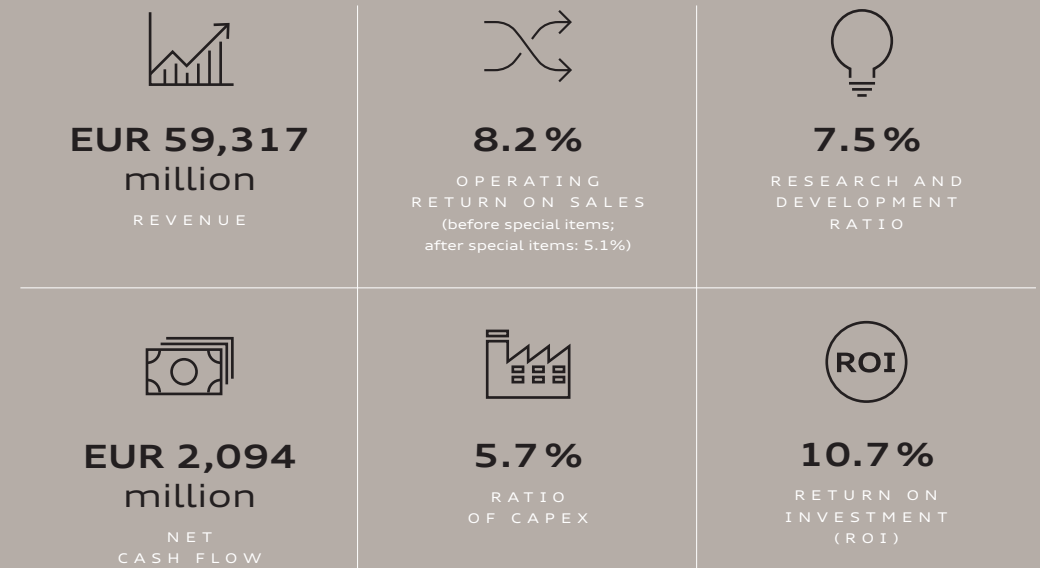 EUR 59,317
million
REVENUE
8.2 %
OPERATING
RETURN ON SALES
(before special items;
after special items: 5.1%)
7.5 %
RESEARCH AND
DEVELOPMENT
RATIO
EUR 2,094
million
NET
CASH FLOW
5.7 %
RATIO
OF CAPEX
ROI
10.7 %
RETURN ON
INVESTMENT
(ROI)